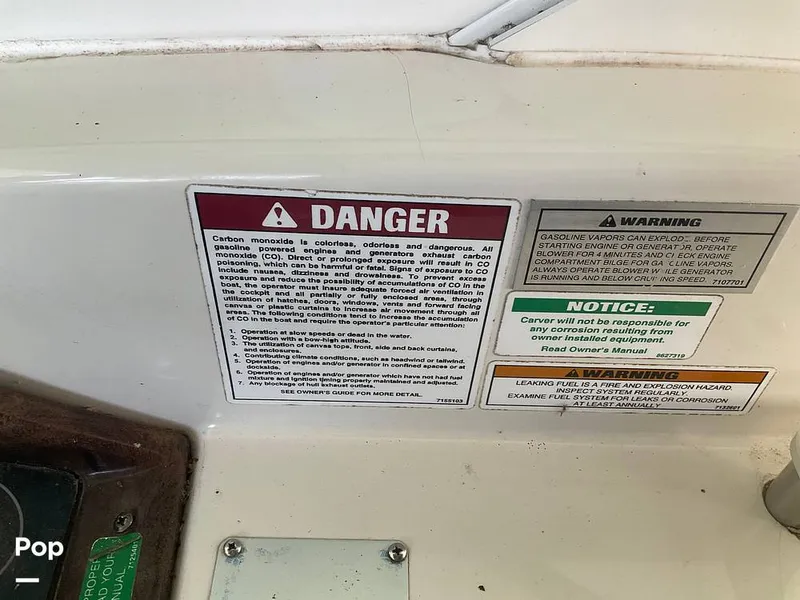 DANGER
Carbon monoxide is colorless, odorless and dangerous. All
gasoline powered engines and generators exhaust carbon
monoxide (CO). Direct or prolonged exposure will result in CO
poisoning, which can be harmful or fatal. Signs of exposure to CO
include nausea, dizziness and drowsiness. To prevent excess
exposure and reduce the possibility of accumulations of CO in the
boat, the operator must insure adequate forced air ventilation in
the cockpit and all partially or fully enclosed areas, through
utilization of hatches, doors, windows, vents and forward facing
canvas or plastic curtains to increase air movement through all
areas. The following conditions tend to increase the accumulation
of CO in the boat and require the operator's particular attention:
1. Operation at slow speeds or dead in the water.
2. Operation with a bow-high attitude.
3. The utilization of canvas tops, front, side and back curtains,
and enclosures.
4. Contributing climate conditions, such as headwind or tailwind.
5. Operation of engines and/or generator in confined spaces or at
dockside.
6. Operation of engines and/or generator which have not had fuel
mixture and ignition timing properly maintained and adjusted.
7. Any blockage of hull exhaust outlets.
SEE OWNER'S GUIDE FOR MORE DETAIL. 7155103
WARNING
GASOLINE VAPORS CAN EXPLODE. BEFORE
STARTING ENGINE OR GENERATOR, OPERATE
BLOWER FOR 4 MINUTES AND CHECK ENGINE
COMPARTMENT BILGE FOR GASOLINE VAPORS,
ALWAYS OPERATE BLOWER WHILE GENERATOR
IS RUNNING AND BELOW CRUISING SPEED. 7107701
NOTICE:
Carver will not be responsible for
any corrosion resulting from
owner installed equipment.
Read Owner's Manual 8627319
WARNING
LEAKING FUEL IS A FIRE AND EXPLOSION HAZARD.
INSPECT SYSTEM REGULARLY.
EXAMINE FUEL SYSTEM FOR LEAKS OR CORROSION
AT LEAST ANNUALLY 7133601
PROPER
AD YOUR
NUAL 7125401
Pop